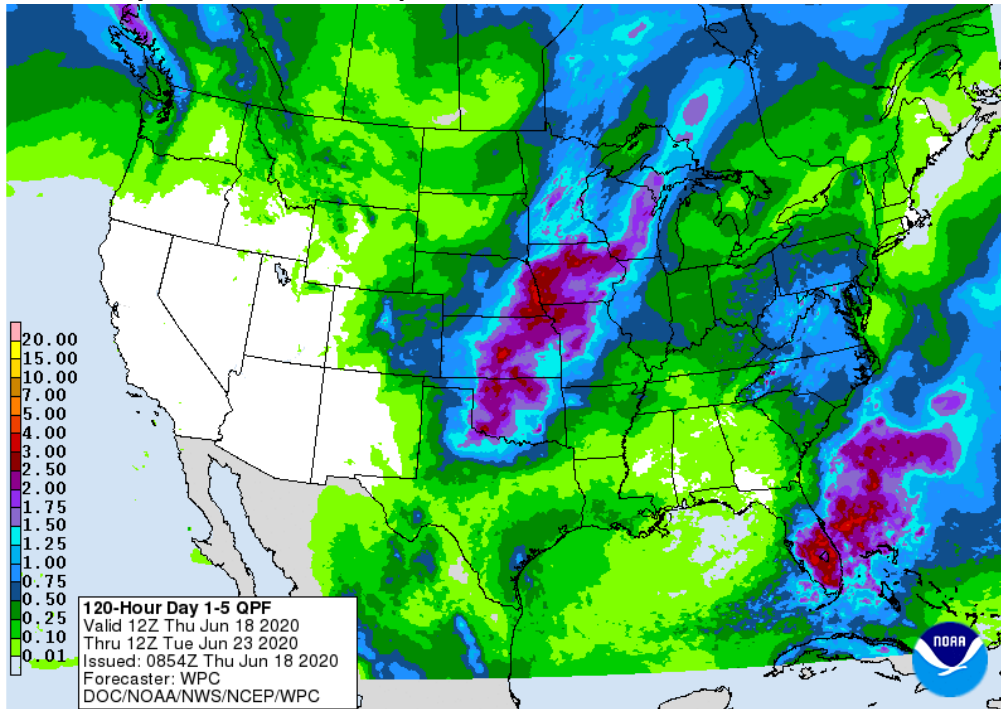 20.00
15.00
10.00
7.00
5.00
4.00
3.00
2.50
2.00
1.75
1.50
1.25
1.00
0.75
0.50
0.25
0.10
0.01
120-Hour Day 1-5 QPF
Valid 12Z Thu Jun 18 2020
Thru 12Z Tue Jun 23 2020
Issued: 0854Z Thu Jun 18 2020
Forecaster: WPC
DOC/NOAA/NWS/NCEP/WPC
NOAA